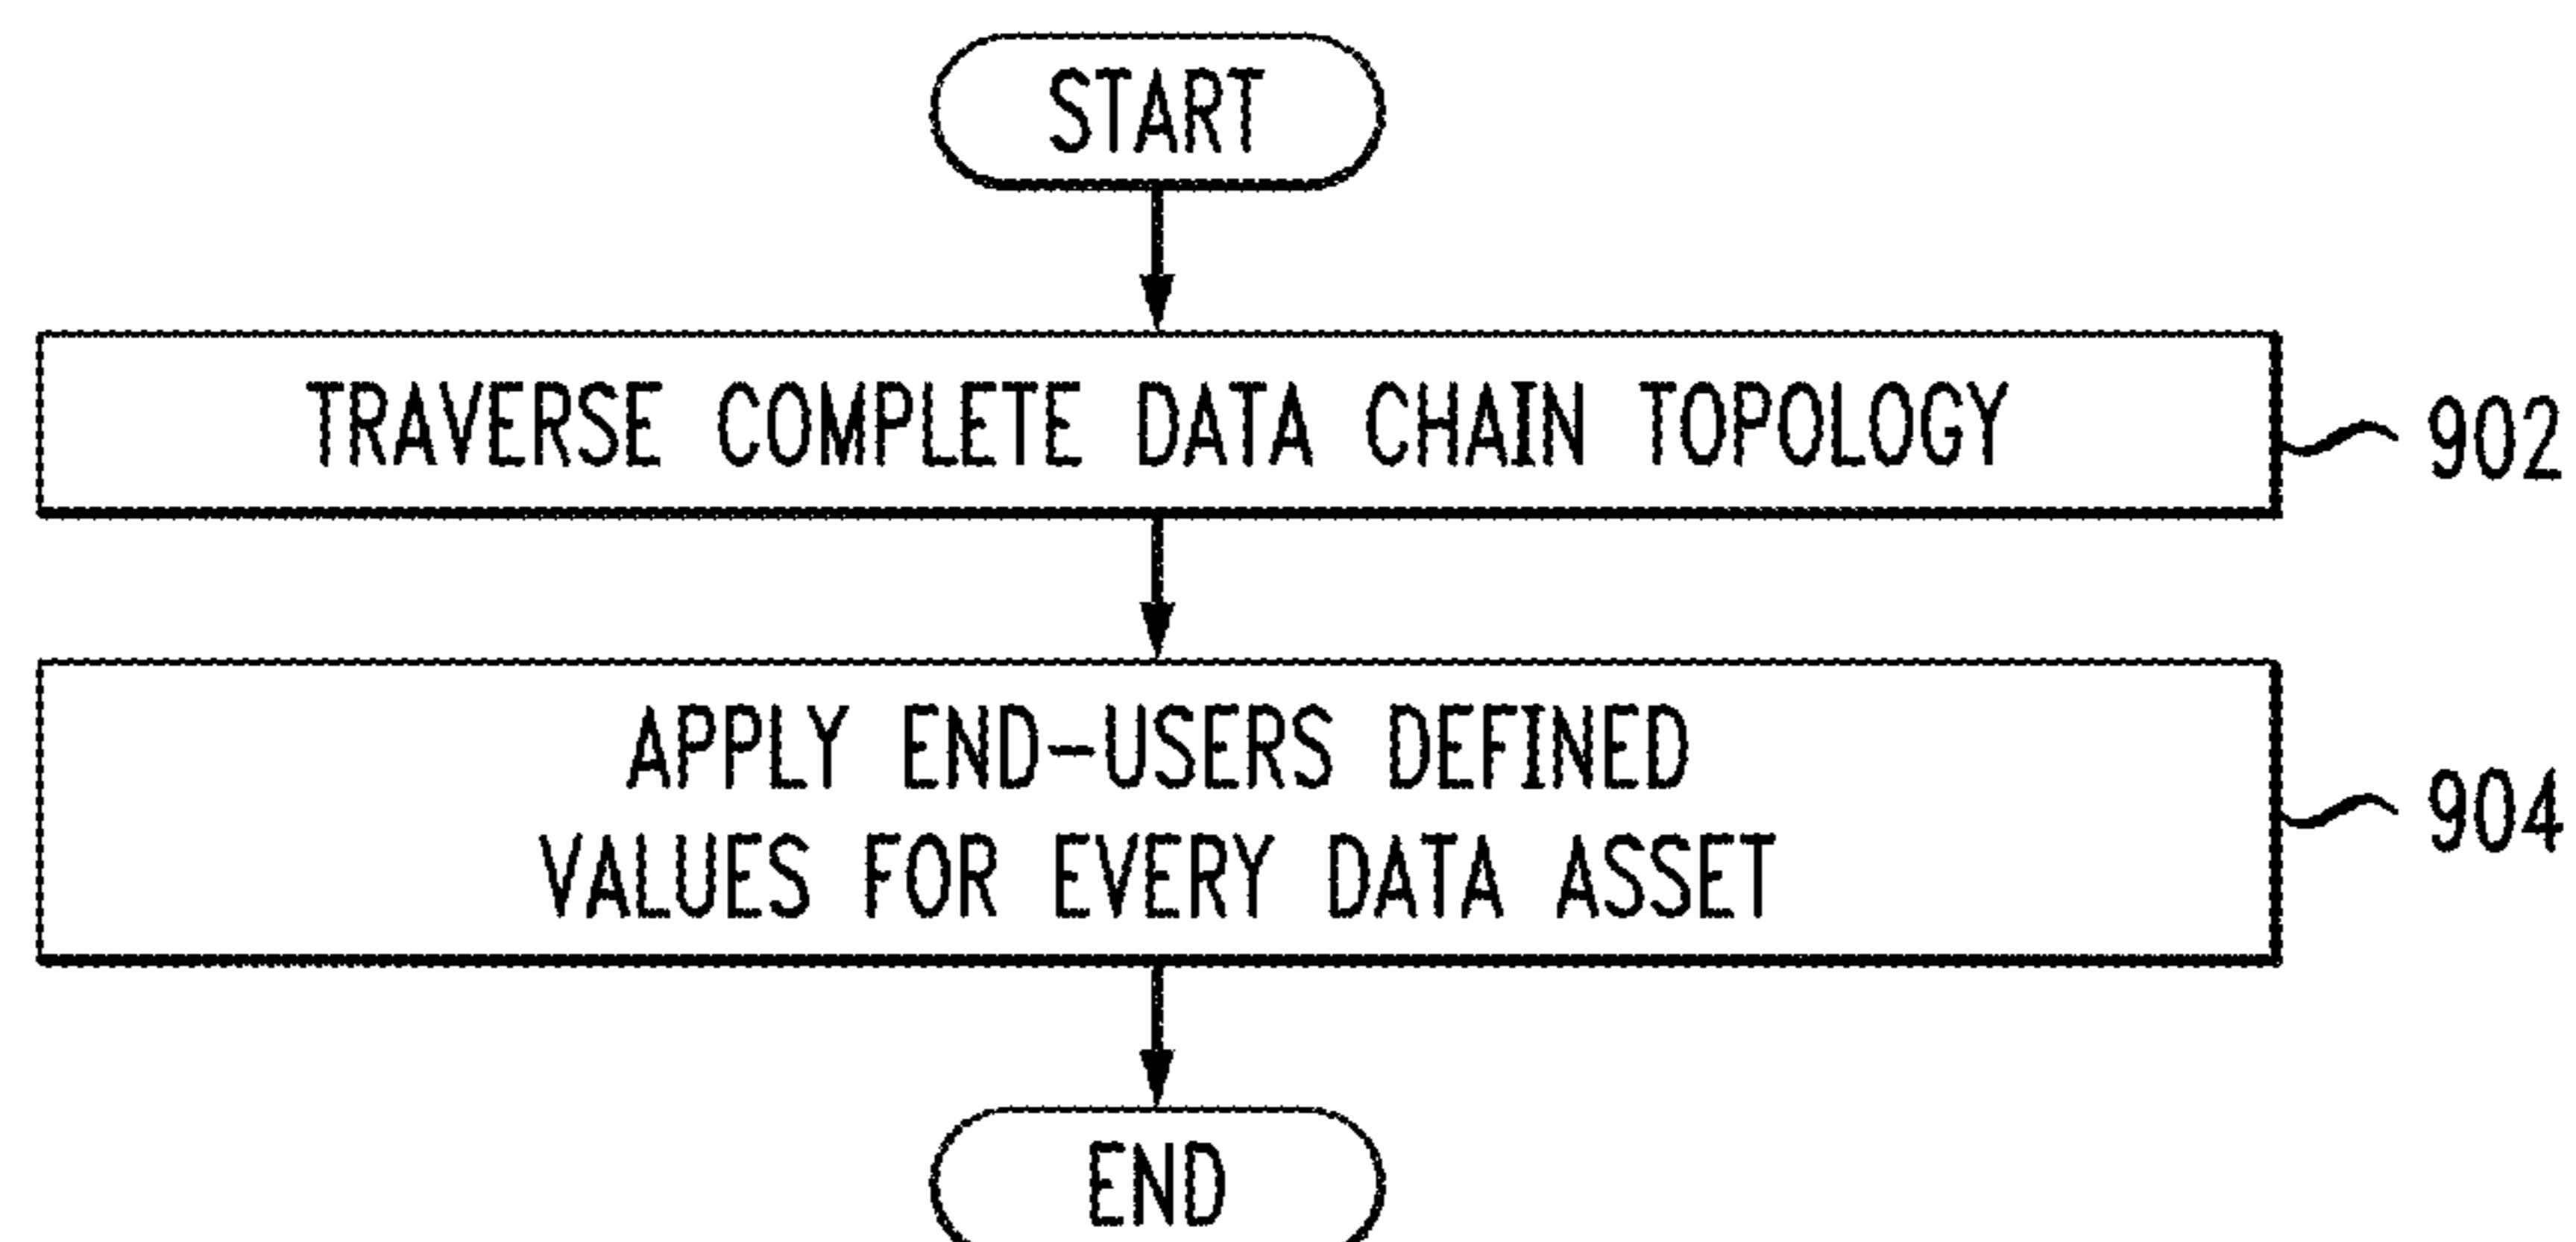 START
TRAVERSE COMPLETE DATA CHAIN TOPOLOGY
902
APPLY END-USERS DEFINED
VALUES FOR EVERY DATA ASSET
904
END